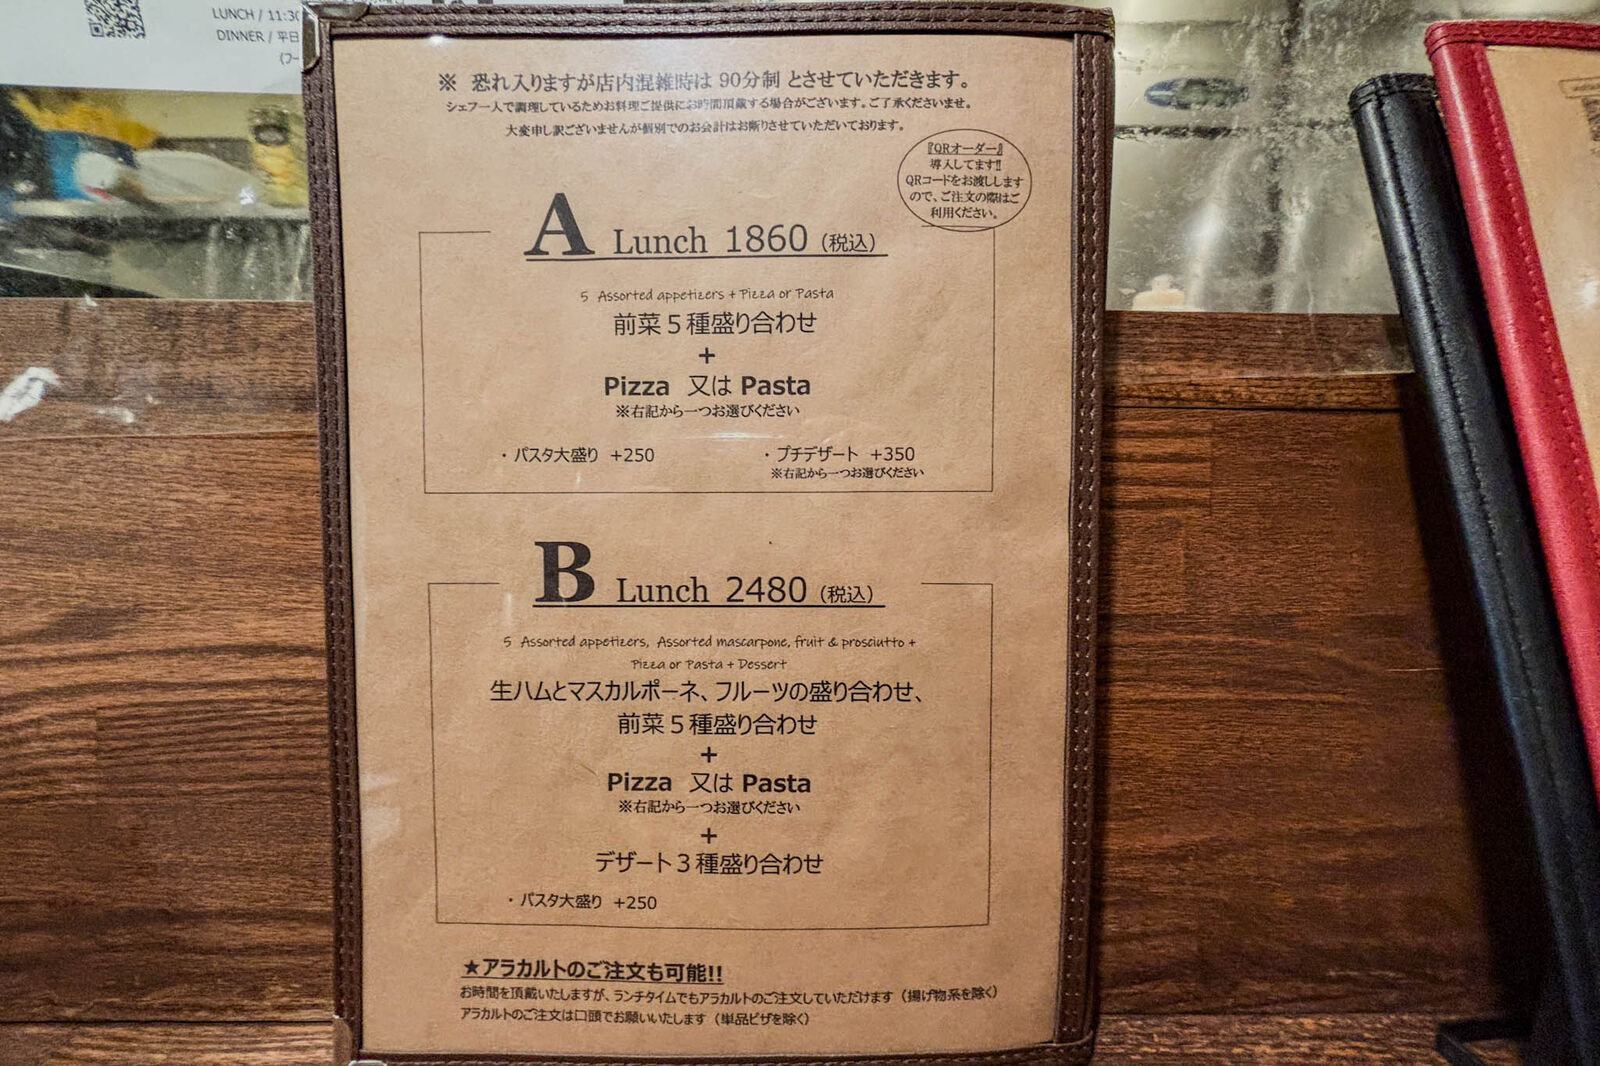 LUNCH / 11:30
DINNER / 平日
※ 恐れ入りますが店内混雑時は 90分制 とさせていただきます。
シェフ一人で調理しているためお料理ご提供にお時間頂戴する場合がございます。ご了承くださいませ。
大変申し訳ございませんが個別でのお会計はお断りさせていただいております。
『QRオーダー』
導入してます!!
QRコードをお渡しします
ので、ご注文の際はご
利用ください。
A Lunch 1860 (税込)
5 Assorted appetizers + Pizza or Pasta
前菜５種盛り合わせ
+
Pizza 又は Pasta
※右記から一つお選びください
・パスタ大盛り +250 ・プチデザート +350
※右記から一つお選びください
B Lunch 2480 (税込)
5 Assorted appetizers, Assorted mascarpone, fruit & prosciutto +
Pizza or Pasta + Dessert
生ハムとマスカルポーネ、フルーツの盛り合わせ、
前菜５種盛り合わせ
+
Pizza 又は Pasta
※右記から一つお選びください
+
デザート３種盛り合わせ
・パスタ大盛り +250
★アラカルトのご注文も可能!!
お時間を頂戴いたしますが、ランチタイムでもアラカルトのご注文していただけます（揚げ物系を除く）
アラカルトのご注文は口頭でお願いいたします（単品ピザを除く）